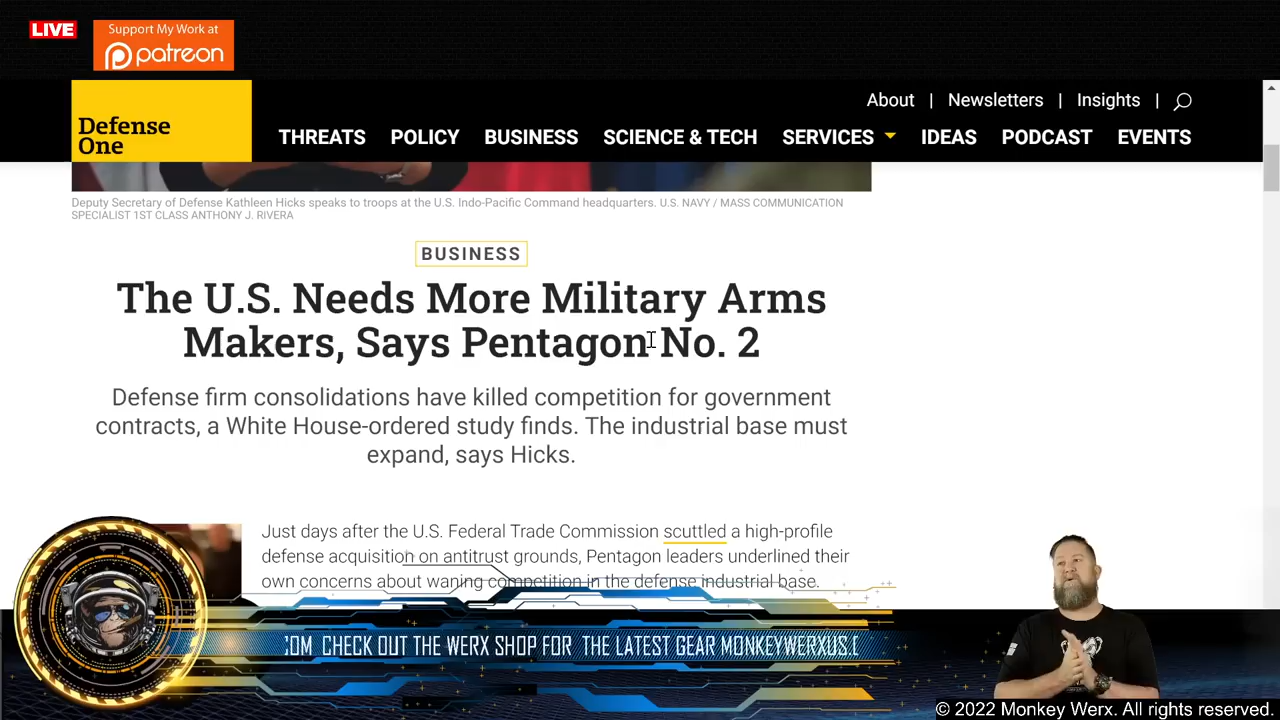 LIVE
Support My Work at
patreon
Defense
One
About | Newsletters | Insights |
THREATS POLICY BUSINESS SCIENCE & TECH SERVICES IDEAS PODCAST EVENTS
Deputy Secretary of Defense Kathleen Hicks speaks to troops at the U.S. Indo-Pacific Command headquarters. U.S. NAVY / MASS COMMUNICATION
SPECIALIST 1ST CLASS ANTHONY J. RIVERA
BUSINESS
The U.S. Needs More Military Arms
Makers, Says Pentagon No. 2
Defense firm consolidations have killed competition for government
contracts, a White House-ordered study finds. The industrial base must
expand, says Hicks.
Just days after the U.S. Federal Trade Commission scuttled a high-profile
defense acquisition on antitrust grounds, Pentagon leaders underlined their
own concerns about waning competition in the defense industrial base.
COM CHECK OUT THE WERX SHOP FOR THE LATEST GEAR MONKEYWERXUS.
© 2022 Monkey Werx. All rights reserved.